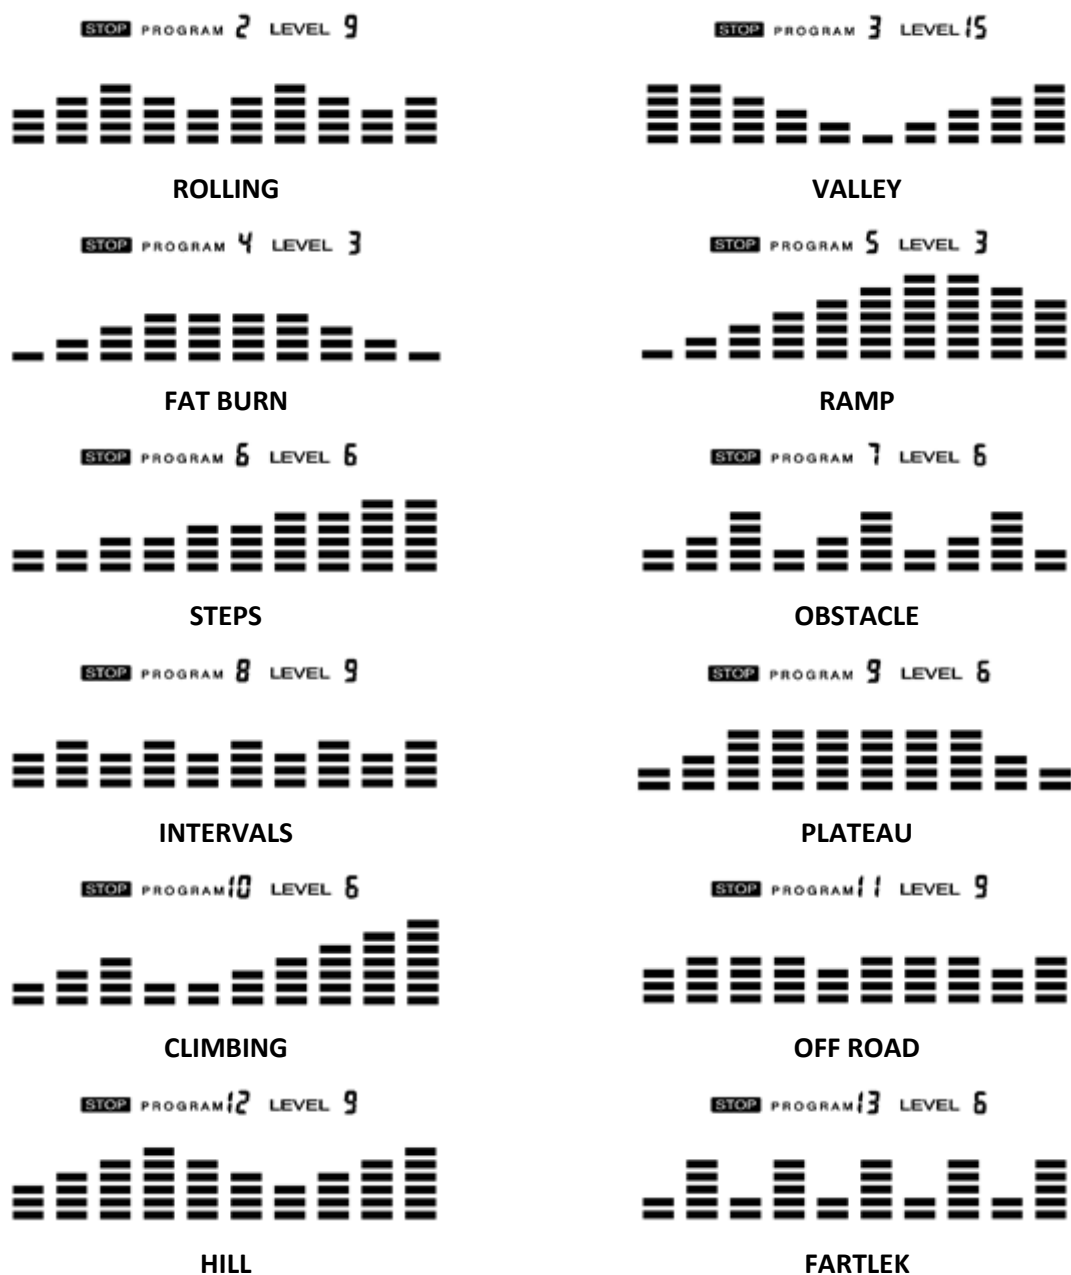 STOP PROGRAM 2 LEVEL 9
STOP PROGRAM 3 LEVEL 15
ROLLING
VALLEY
STOP PROGRAM 4 LEVEL 3
STOP PROGRAM 5 LEVEL 3
FAT BURN
RAMP
STOP PROGRAM 6 LEVEL 6
STOP PROGRAM 7 LEVEL 6
STEPS
OBSTACLE
STOP PROGRAM 8 LEVEL 9
STOP PROGRAM 9 LEVEL 6
INTERVALS
PLATEAU
STOP PROGRAM 10 LEVEL 6
STOP PROGRAM 11 LEVEL 9
CLIMBING
OFF ROAD
STOP PROGRAM 12 LEVEL 9
STOP PROGRAM 13 LEVEL 6
HILL
FARTLEK